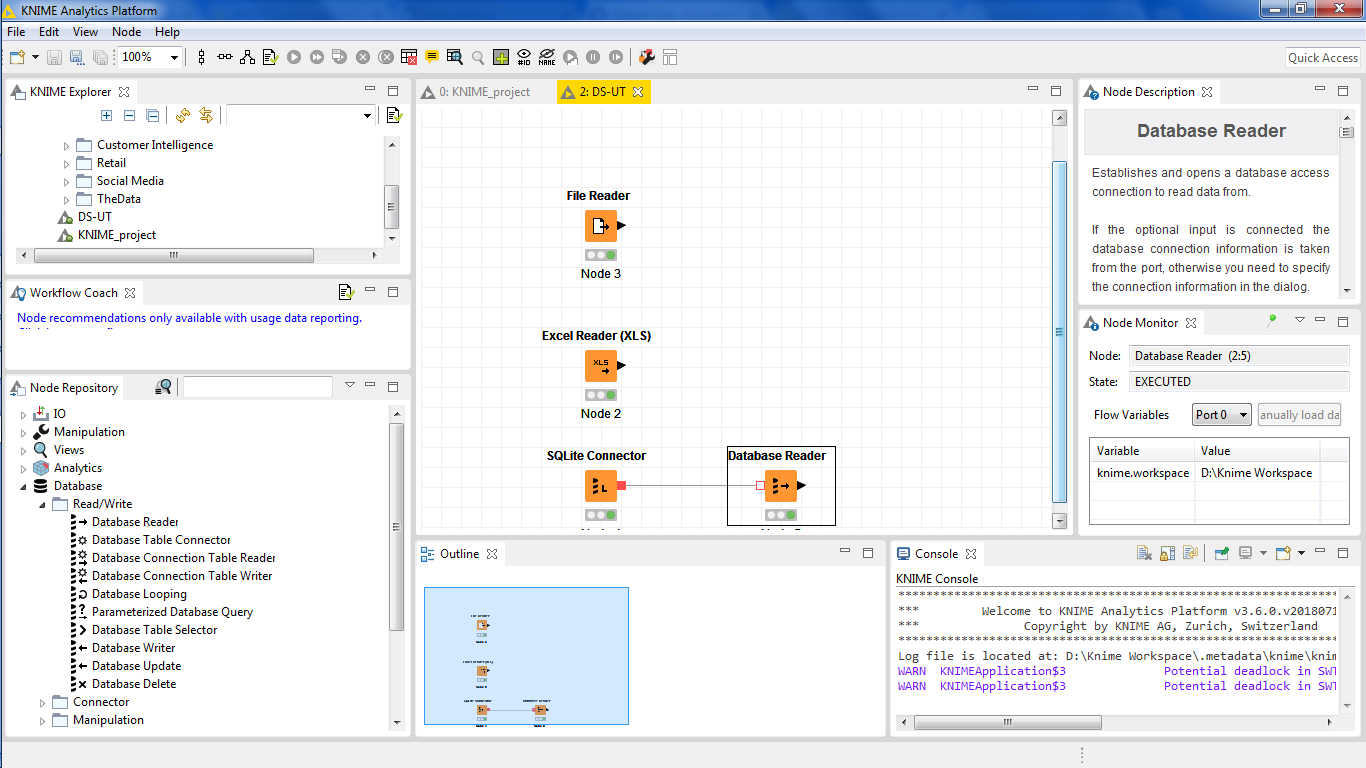 KNIME Analytics Platform
File Edit View Node Help
100%
#ID
NAME
Quick Access
KNIME Explorer
Customer Intelligence
Retail
Social Media
TheData
DS-UT
KNIME_project
Workflow Coach
Node recommendations only available with usage data reporting.
Node Repository
IO
Manipulation
Views
Analytics
Database
Read/Write
Database Reader
Database Table Connector
Database Connection Table Reader
Database Connection Table Writer
Database Looping
Parameterized Database Query
Database Table Selector
Database Writer
Database Update
Database Delete
Connector
Manipulation
0: KNIME_project
2: DS-UT
File Reader
Node 3
Excel Reader (XLS)
XLS
Node 2
SQLite Connector
L
Database Reader
Outline
Node Description
Database Reader
Establishes and opens a database access
connection to read data from.
If the optional input is connected the
database connection information is taken
from the port, otherwise you need to specify
the connection information in the dialog.
Node Monitor
Node: Database Reader (2:5)
State: EXECUTED
Flow Variables Port 0 anually load da
Variable Value
knime.workspace D:\Knime Workspace
Console
KNIME Console
*** Welcome to KNIME Analytics Platform v3.6.0.v2018071
*** Copyright by KNIME AG, Zurich, Switzerland
Log file is located at: D:\Knime Workspace\.metadata\knime\knim
WARN KNIMEApplication$3 Potential deadlock in SWT
WARN KNIMEApplication$3 Potential deadlock in SWT